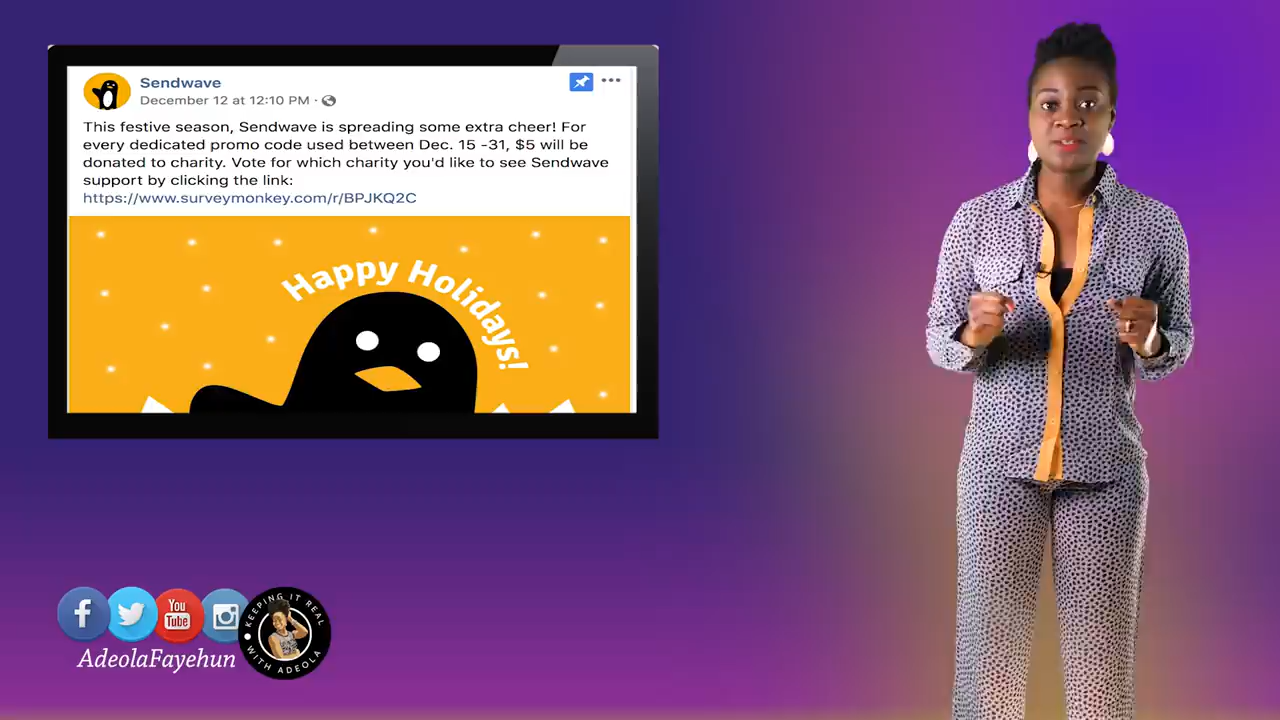 Sendwave
December 12 at 12:10 PM ·
This festive season, Sendwave is spreading some extra cheer! For
every dedicated promo code used between Dec. 15 -31, $5 will be
donated to charity. Vote for which charity you'd like to see Sendwave
support by clicking the link:
https://www.surveymonkey.com/r/BPJKQ2C
Happy Holidays!
f
You
Tube
KEEPING IT REAL
WITH ADEOLA
AdeolaFayehun